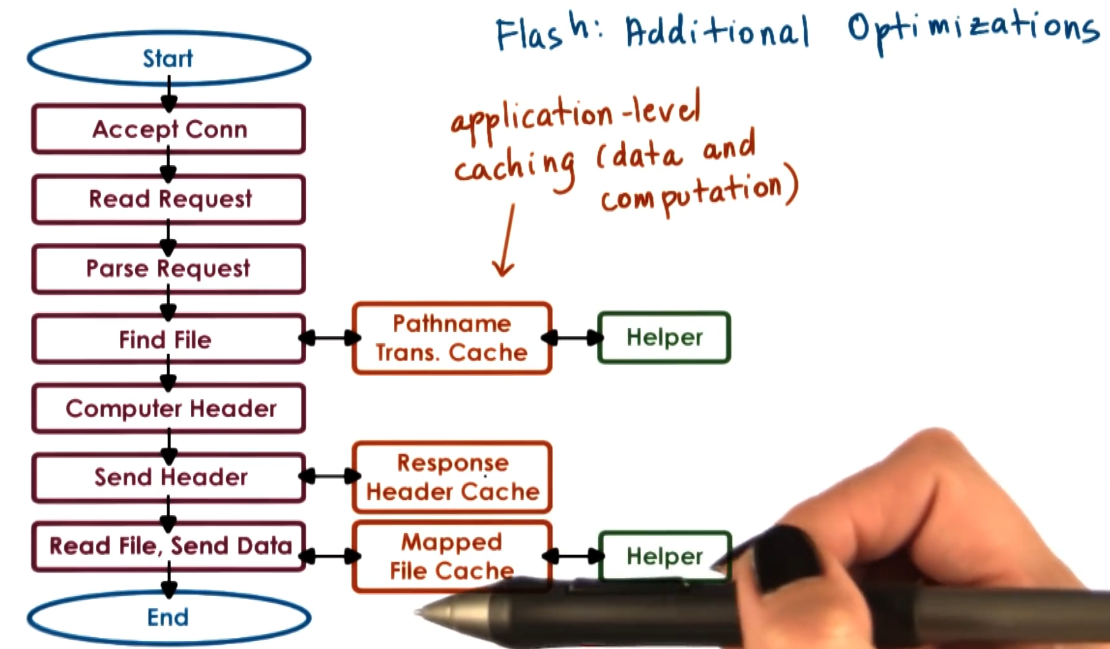 Flash: Additional Optimizations
application-level
caching (data and
computation)
Start
Accept Conn
Read Request
Parse Request
Find File
Pathname
Trans. Cache
Helper
Computer Header
Send Header
Response
Header Cache
Read File, Send Data
Mapped
File Cache
Helper
End